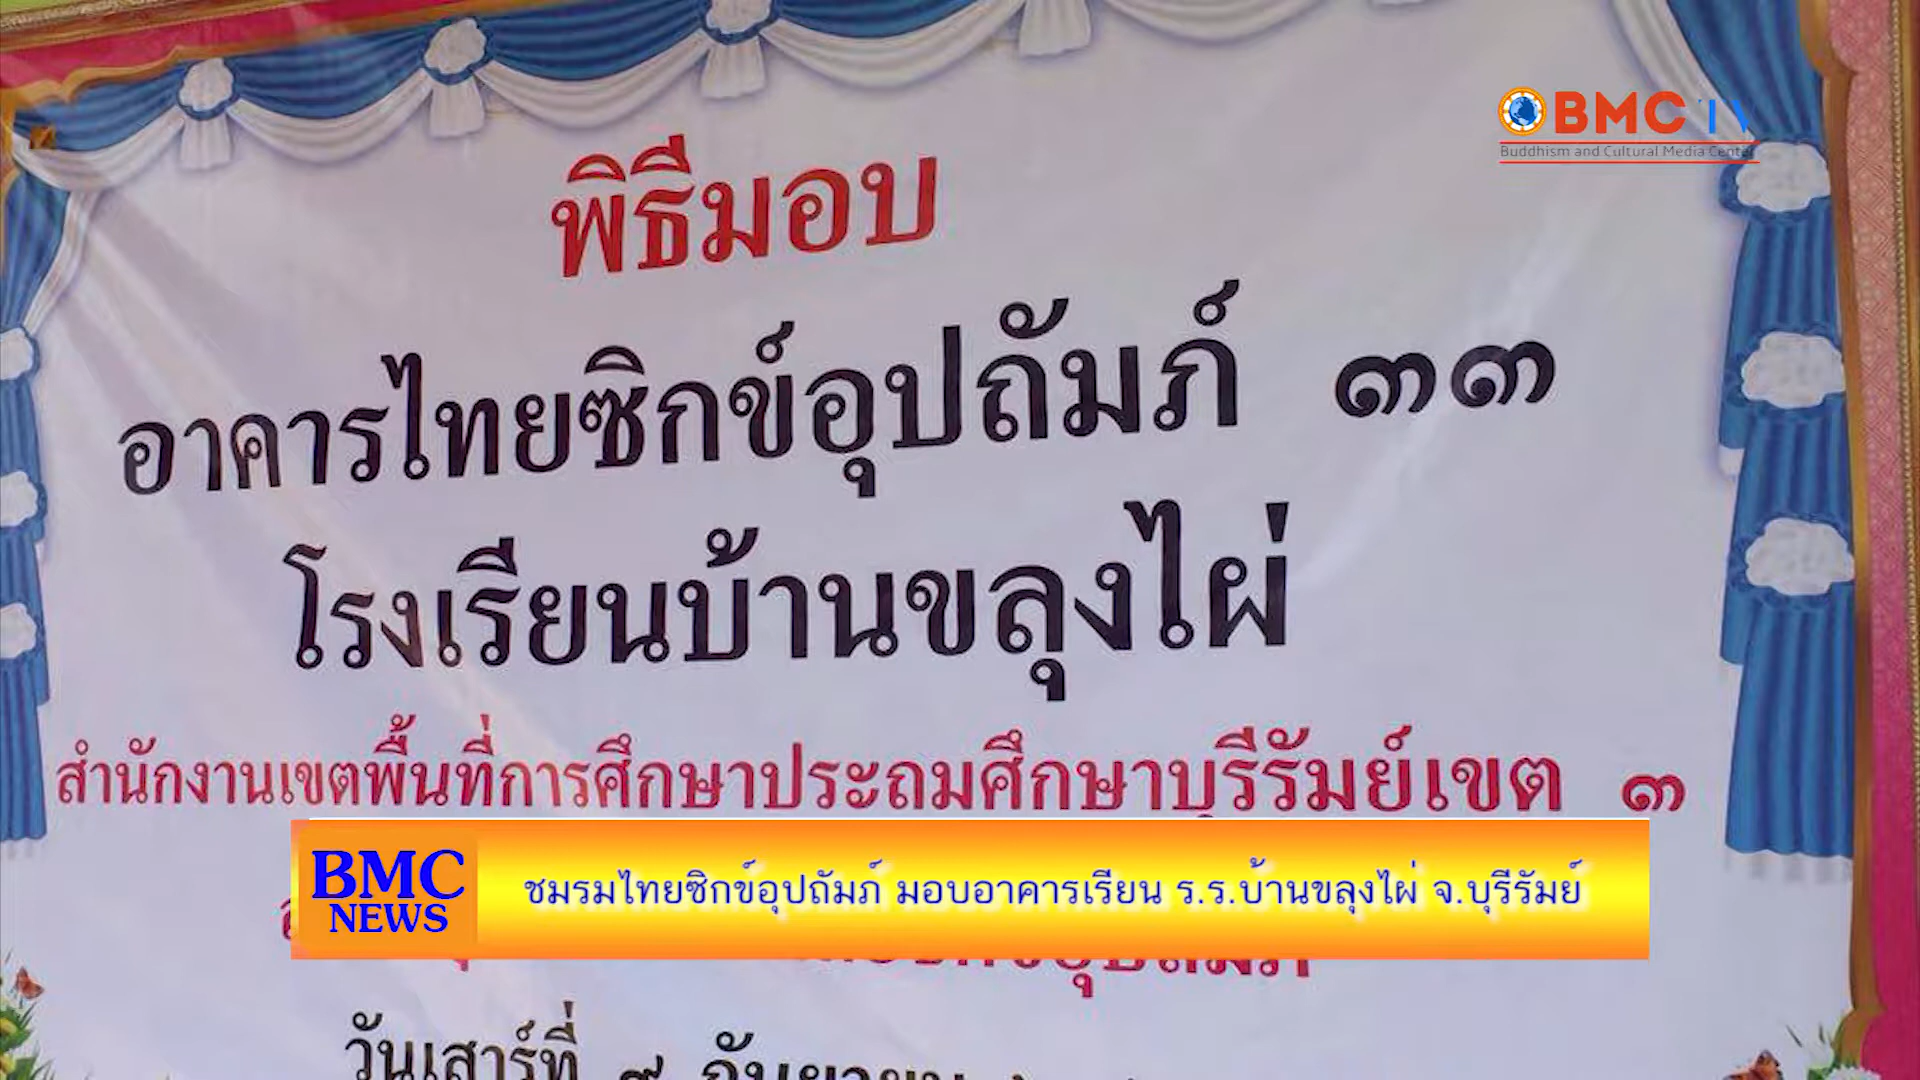 BMC TV
Buddhism and Cultural Media Center
พิธีมอบ
อาคารไทยซิกข์อุปถัมภ์ ๓๓
โรงเรียนบ้านขลุงไผ่
สำนักงานเขตพื้นที่การศึกษาประถมศึกษาบุรีรัมย์เขต ๓
BMC NEWS
ชมรมไทยซิกข์อุปถัมภ์ มอบอาคารเรียน ร.ร.บ้านขลุงไผ่ จ.บุรีรัมย์
วันเสาร์ที่ ๙ กันยายน